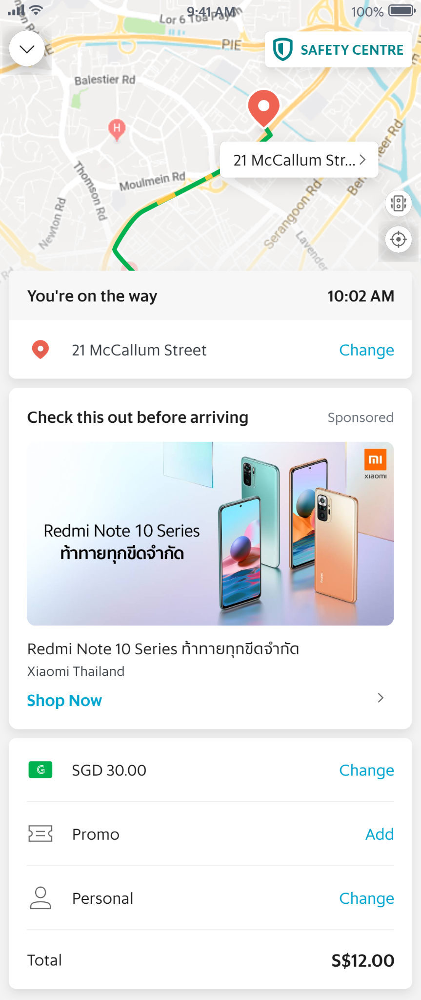 9:41 AM
100%
Lor 6 Toa Payoh
PIE
SAFETY CENTRE
Balestier Rd
H
21 McCallum Str...
Thomson Rd
Moulmein Rd
Newton Rd
Serangoon Rd
Lavender
You're on the way
10:02 AM
21 McCallum Street
Change
Check this out before arriving
Sponsored
mi
xiaomi
Redmi Note 10 Series
ท้าทายทุกขีดจำกัด
Redmi
Redmi Note 10 Series ท้าทายทุกขีดจำกัด
Xiaomi Thailand
Shop Now
G
SGD 30.00
Change
Promo
Add
Personal
Change
Total
S$12.00